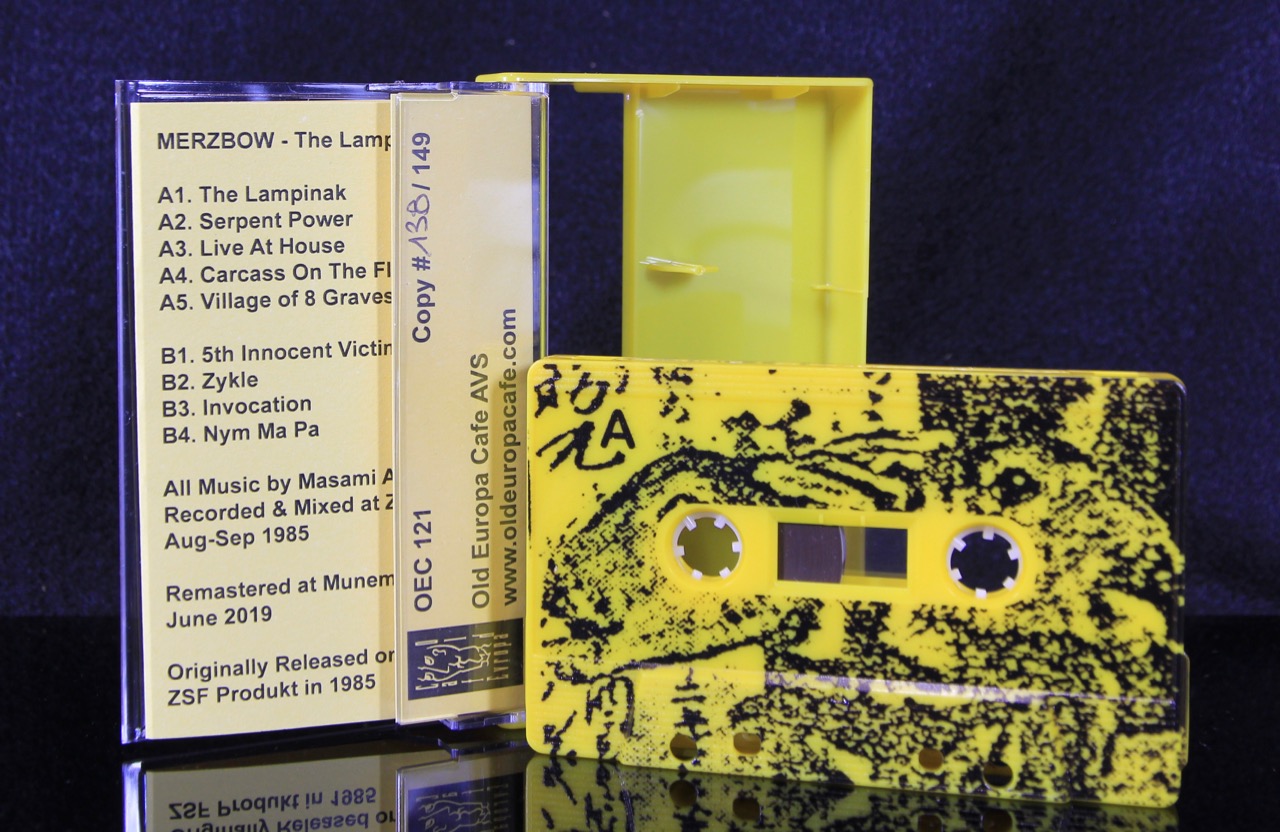 MERZBOW - The Lamp
A1. The Lampinak
A2. Serpent Power
A3. Live At House
A4. Carcass On The Fl
A5. Village of 8 Graves
B1. 5th Innocent Victim
B2. Zykle
B3. Invocation
B4. Nym Ma Pa
All Music by Masami A
Recorded & Mixed at Z
Aug-Sep 1985
Remastered at Munem
June 2019
Originally Released on
ZSF Produkt in 1985
OEC 121 Copy #138/ 149
Old Europa Cafe AVS
www.oldeuropacafe.com
A